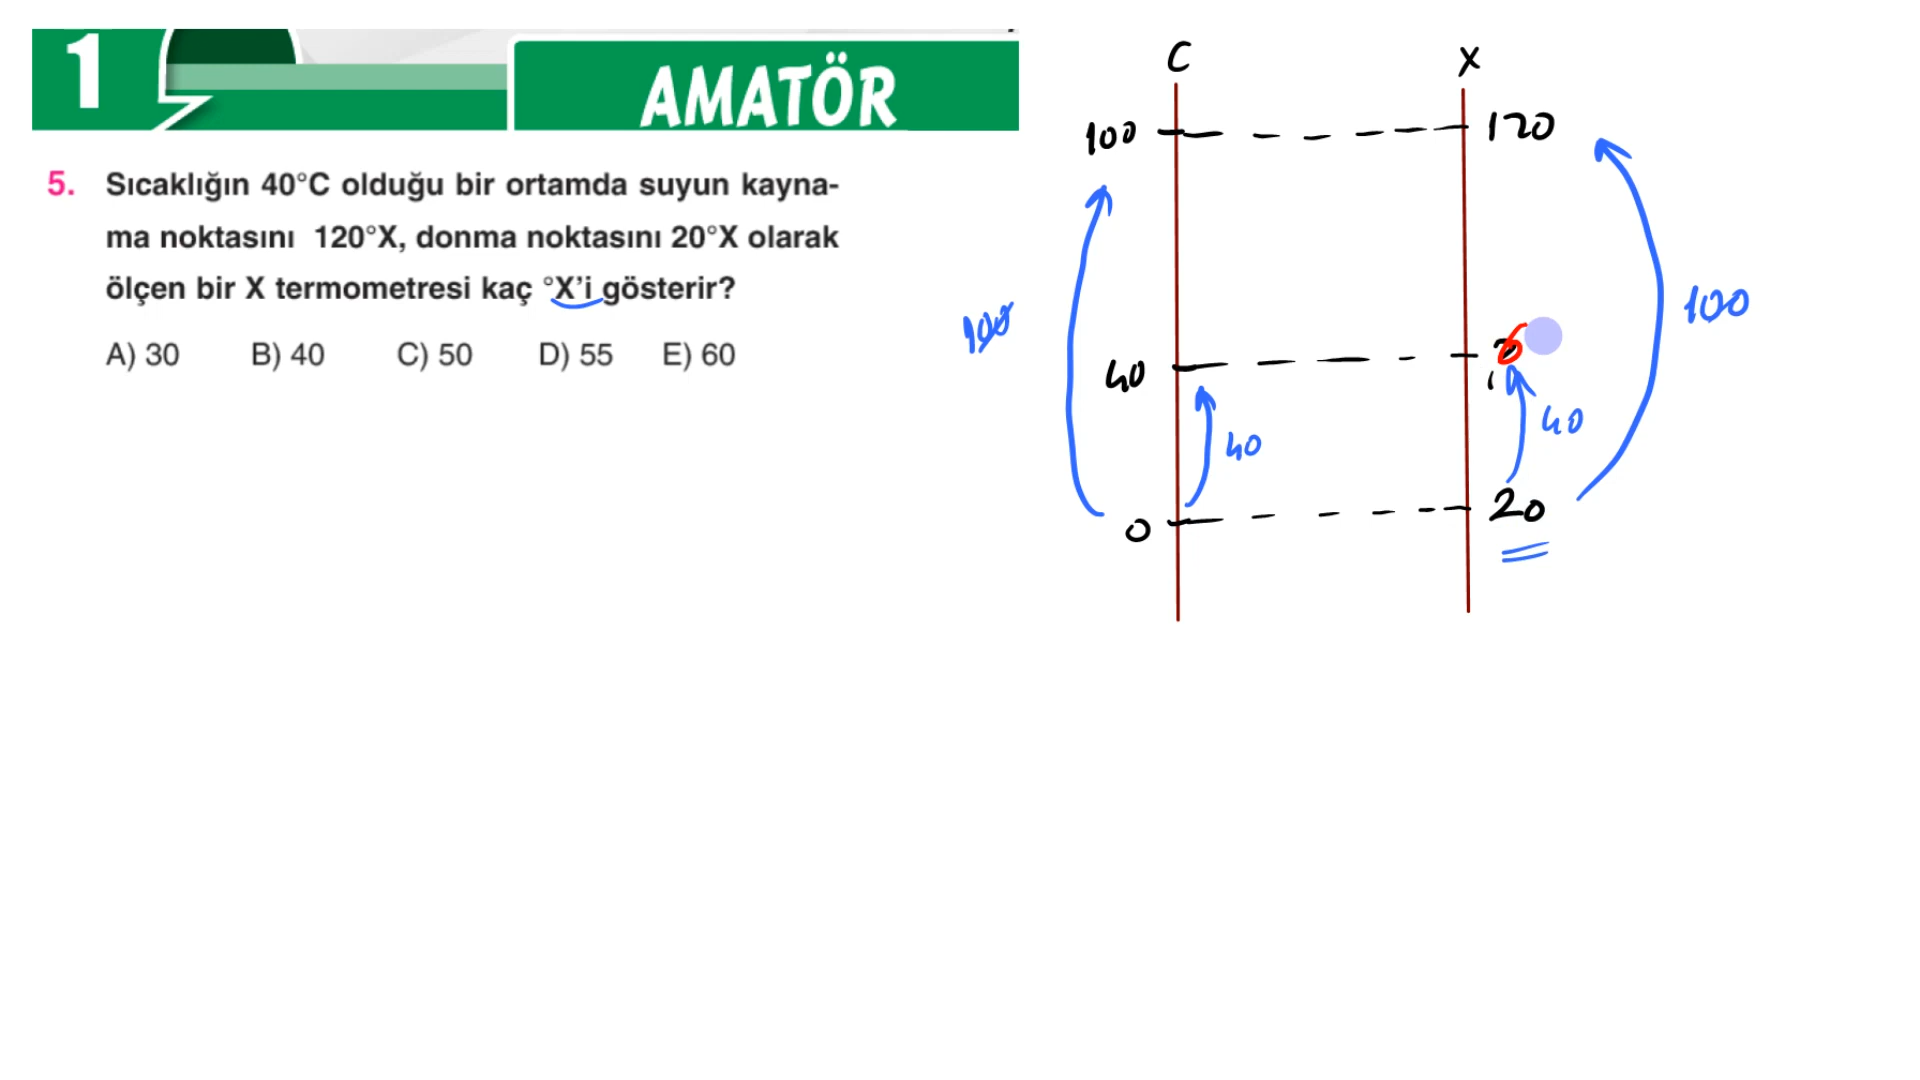 1
AMATÖR
5. Sıcaklığın 40°C olduğu bir ortamda suyun kayna-
ma noktasını 120°X, donma noktasını 20°X olarak
ölçen bir X termometresi kaç °X'i gösterir?
A) 30 B) 40 C) 50 D) 55 E) 60
C X
100 120
100 100
40
40 40
0 20